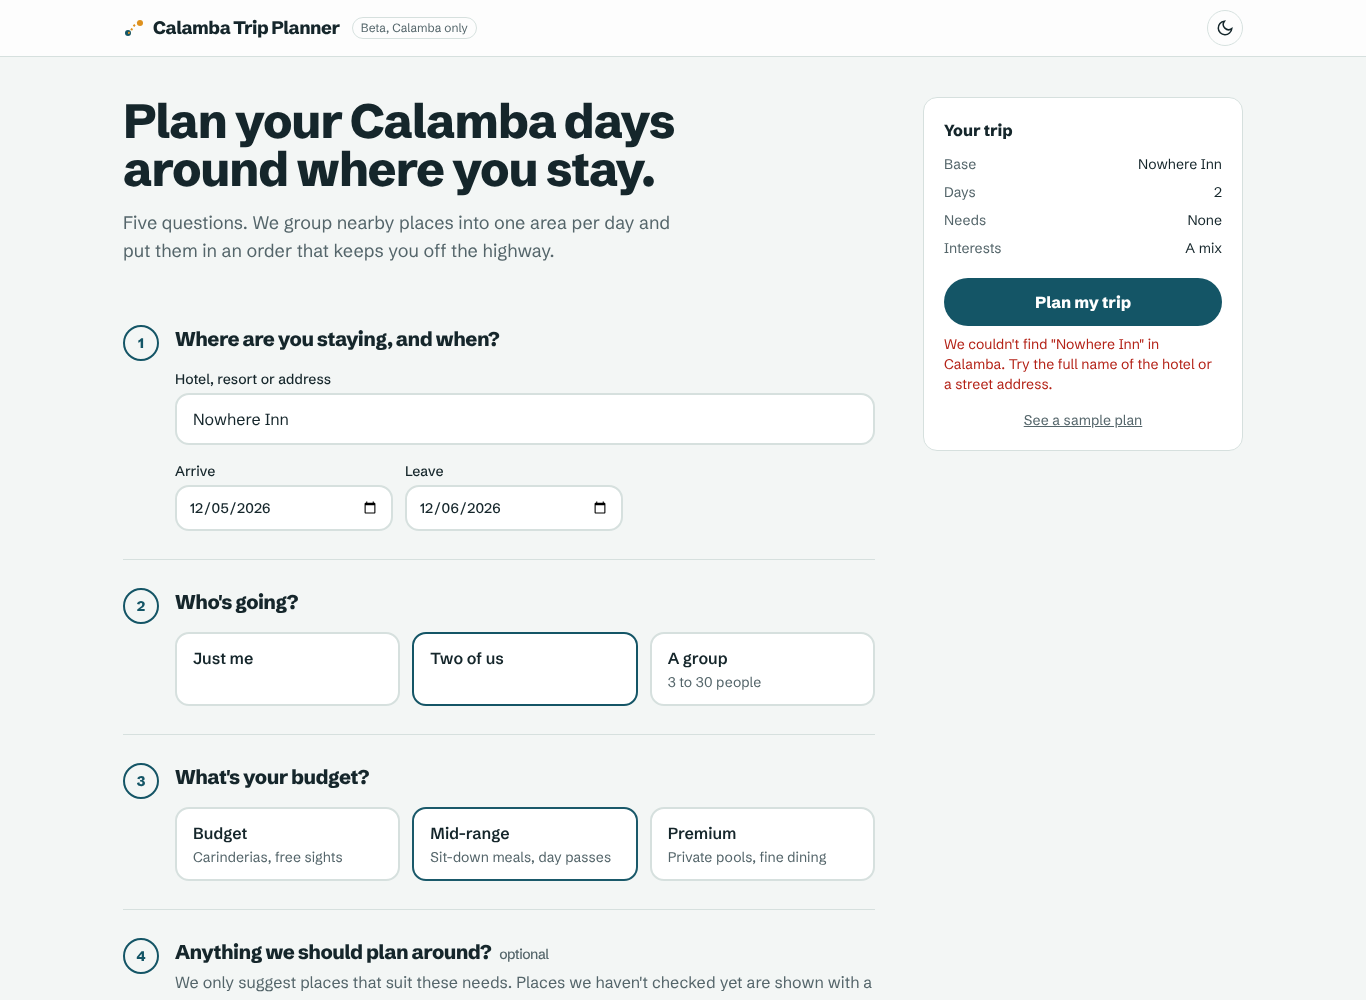 Calamba Trip Planner
Beta, Calamba only
Plan your Calamba days
around where you stay.
Five questions. We group nearby places into one area per day and
put them in an order that keeps you off the highway.
1
Where are you staying, and when?
Hotel, resort or address
Nowhere Inn
Arrive
Leave
12/05/2026
12/06/2026
2
Who's going?
Just me
Two of us
A group
3 to 30 people
3
What's your budget?
Budget
Carinderias, free sights
Mid-range
Sit-down meals, day passes
Premium
Private pools, fine dining
4
Anything we should plan around? optional
We only suggest places that suit these needs. Places we haven't checked yet are shown with a
Your trip
Base Nowhere Inn
Days 2
Needs None
Interests A mix
Plan my trip
We couldn't find "Nowhere Inn" in
Calamba. Try the full name of the hotel or
a street address.
See a sample plan